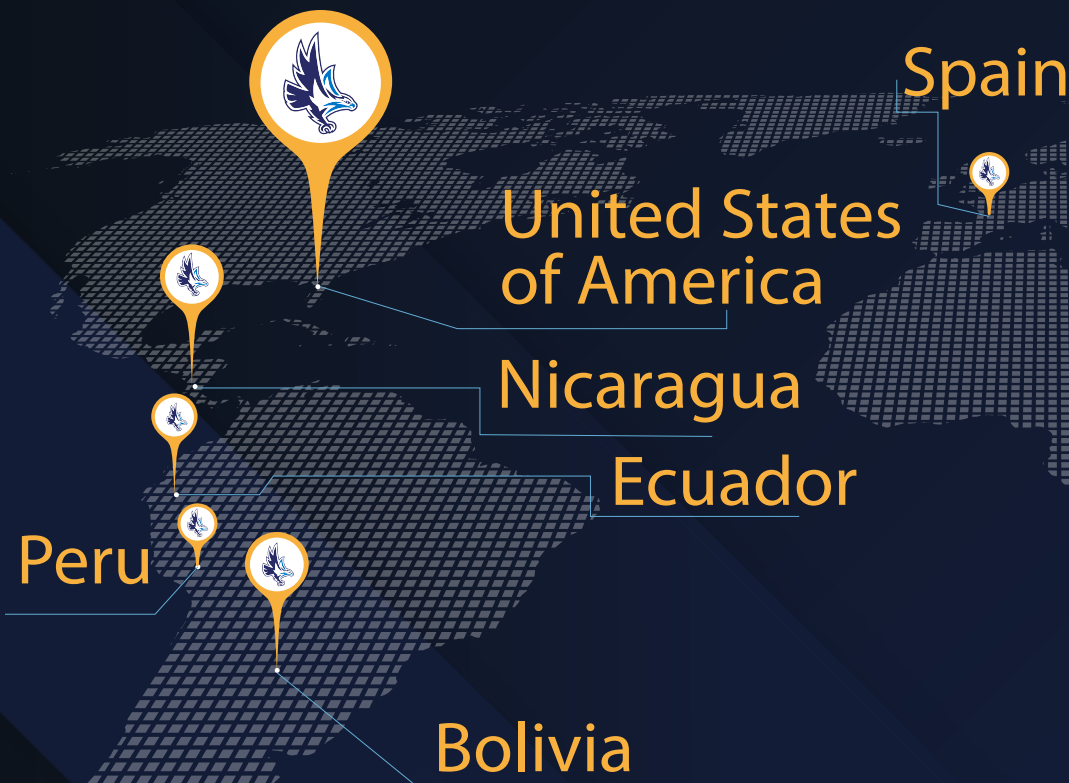 Spain
United States
of America
Nicaragua
Ecuador
Peru
Bolivia